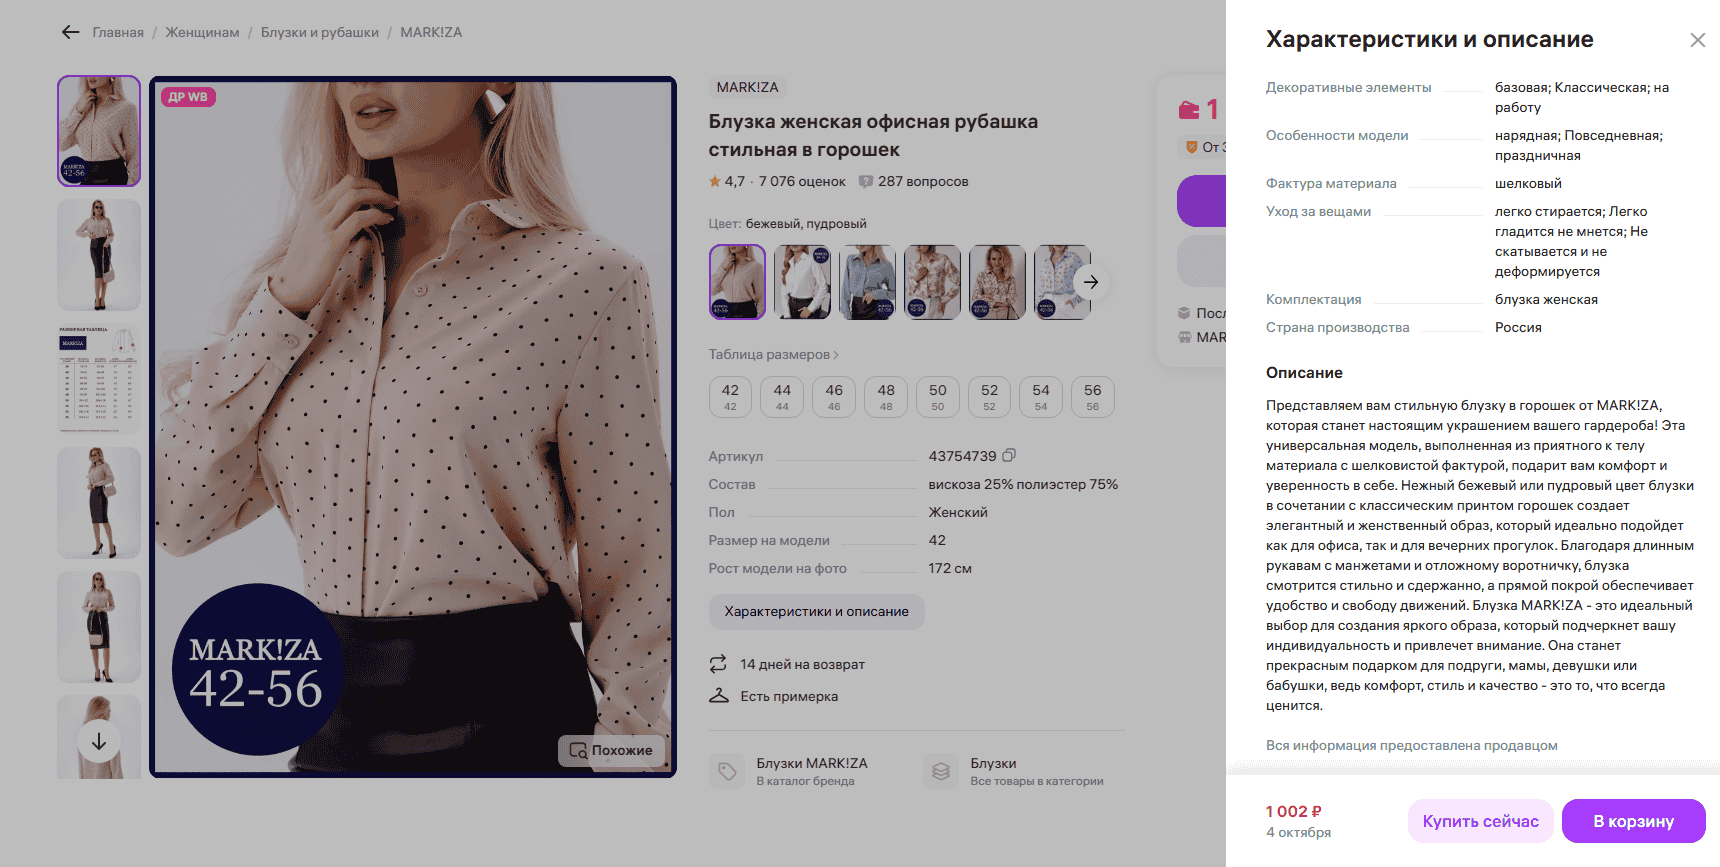 Главная / Женщинам / Блузки и рубашки / MARK!ZA
ДР WB
MARK!ZA
42-56
РАЗМЕРНАЯ ТАБЛИЦА
MARK!ZA
MARK!ZA
42-56
Похожие
MARK!ZA
Блузка женская офисная рубашка
стильная в горошек
4,7 · 7 076 оценок 287 вопросов
Цвет: бежевый, пудровый
Таблица размеров
42 44 46 48 50 52 54 56
42 44 46 48 50 52 54 56
Артикул 43754739
Состав вискоза 25% полиэстер 75%
Пол Женский
Размер на модели 42
Рост модели на фото 172 см
Характеристики и описание
14 дней на возврат
Есть примерка
Блузки MARK!ZA
В каталог бренда
Блузки
Все товары в категории
1
От
MAR
Характеристики и описание
Декоративные элементы базовая; Классическая; на
работу
Особенности модели нарядная; Повседневная;
праздничная
Фактура материала шелковый
Уход за вещами легко стирается; Легко
гладится не мнется; Не
скатывается и не
деформируется
Комплектация блузка женская
Страна производства Россия
Описание
Представляем вам стильную блузку в горошек от MARK!ZA,
которая станет настоящим украшением вашего гардероба! Эта
универсальная модель, выполненная из приятного к телу
материала с шелковистой фактурой, подарит вам комфорт и
уверенность в себе. Нежный бежевый или пудровый цвет блузки
в сочетании с классическим принтом горошек создает
элегантный и женственный образ, который идеально подойдет
как для офиса, так и для вечерних прогулок. Благодаря длинным
рукавам с манжетами и отложному воротничку, блузка
смотрится стильно и сдержанно, а прямой покрой обеспечивает
удобство и свободу движений. Блузка MARK!ZA - это идеальный
выбор для создания яркого образа, который подчеркнет вашу
индивидуальность и привлечет внимание. Она станет
прекрасным подарком для подруги, мамы, девушки или
бабушки, ведь комфорт, стиль и качество - это то, что всегда
ценится.
Вся информация предоставлена продавцом
1 002 ₽
4 октября
Купить сейчас
В корзину